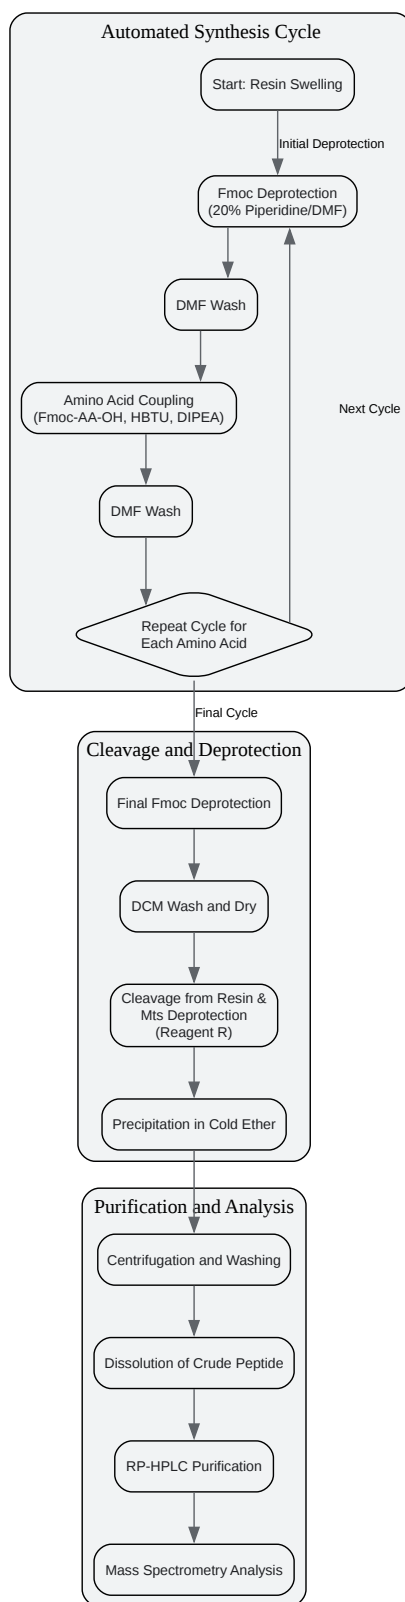 Automated Synthesis Cycle
Start: Resin Swelling
Initial Deprotection
Fmoc Deprotection
(20% Piperidine/DMF)
DMF Wash
Amino Acid Coupling
(Fmoc-AA-OH, HBTU, DIPEA)
Next Cycle
DMF Wash
Repeat Cycle for
Each Amino Acid
Final Cycle
Cleavage and Deprotection
Final Fmoc Deprotection
DCM Wash and Dry
Cleavage from Resin &
Mts Deprotection
(Reagent R)
Precipitation in Cold Ether
Purification and Analysis
Centrifugation and Washing
Dissolution of Crude Peptide
RP-HPLC Purification
Mass Spectrometry Analysis